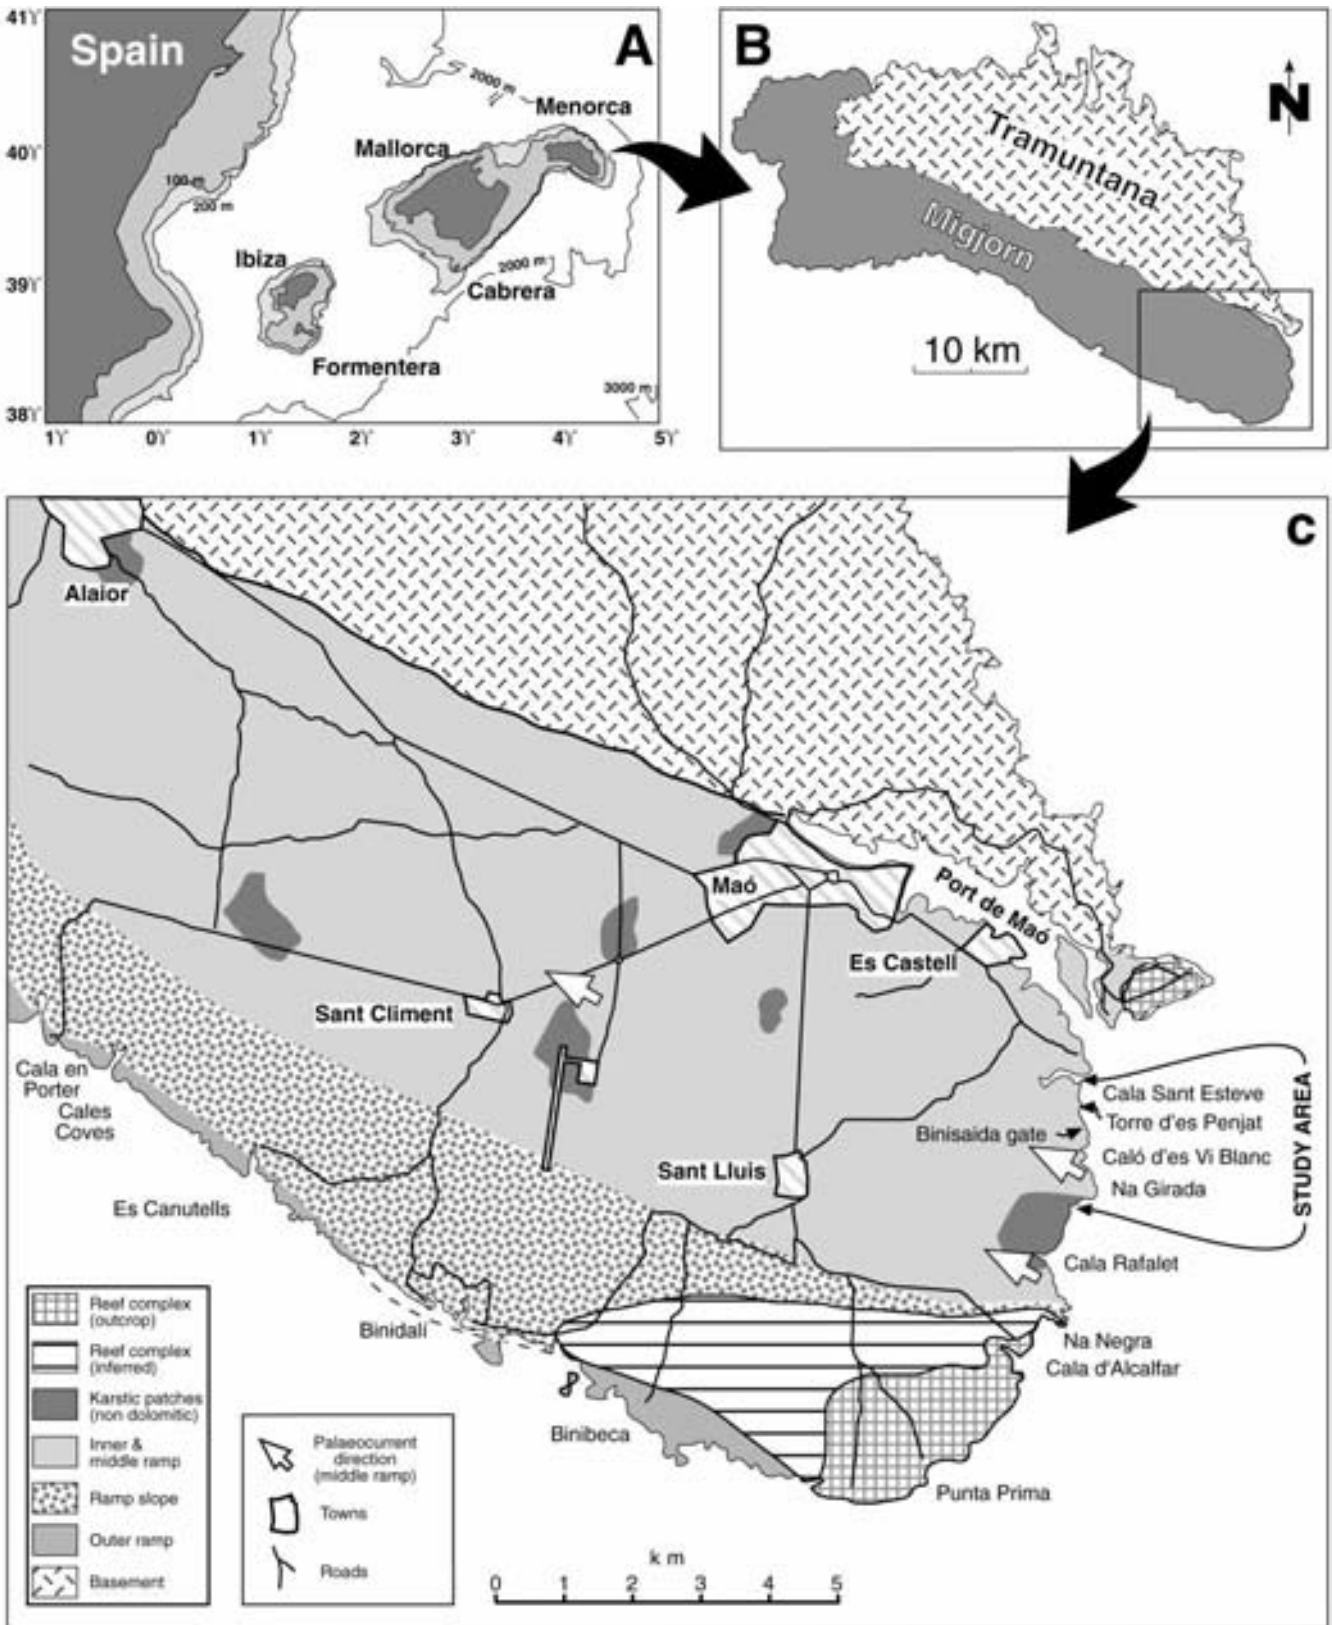 41°
Spain
A
2000 m
Menorca
40°
Mallorca
100 m
200 m
Ibiza
2000 m
39°
Cabrera
Formentera
3000 m
38°
1°
0°
1°
2°
3°
4°
5°
B
N
Tramuntana
Migjorn
10 km
C
Alaior
Maó
Port de Maó
Es Castell
Sant Climent
Cala en
Porter
Cales
Coves
Cala Sant Esteve
Torre d'es Penjat
Binisaida gate
Caló d'es Vi Blanc
Na Girada
STUDY AREA
Sant Lluis
Es Canutells
Cala Rafalet
Binidalí
Na Negra
Cala d'Alcalfar
Binibeca
Punta Prima
Reef complex
(outcrop)
Reef complex
(inferred)
Karstic patches
(non dolomitic)
Inner &
middle ramp
Ramp slope
Outer ramp
Basement
Palaeocurrent
direction
(middle ramp)
Towns
Roads
k m
0 1 2 3 4 5